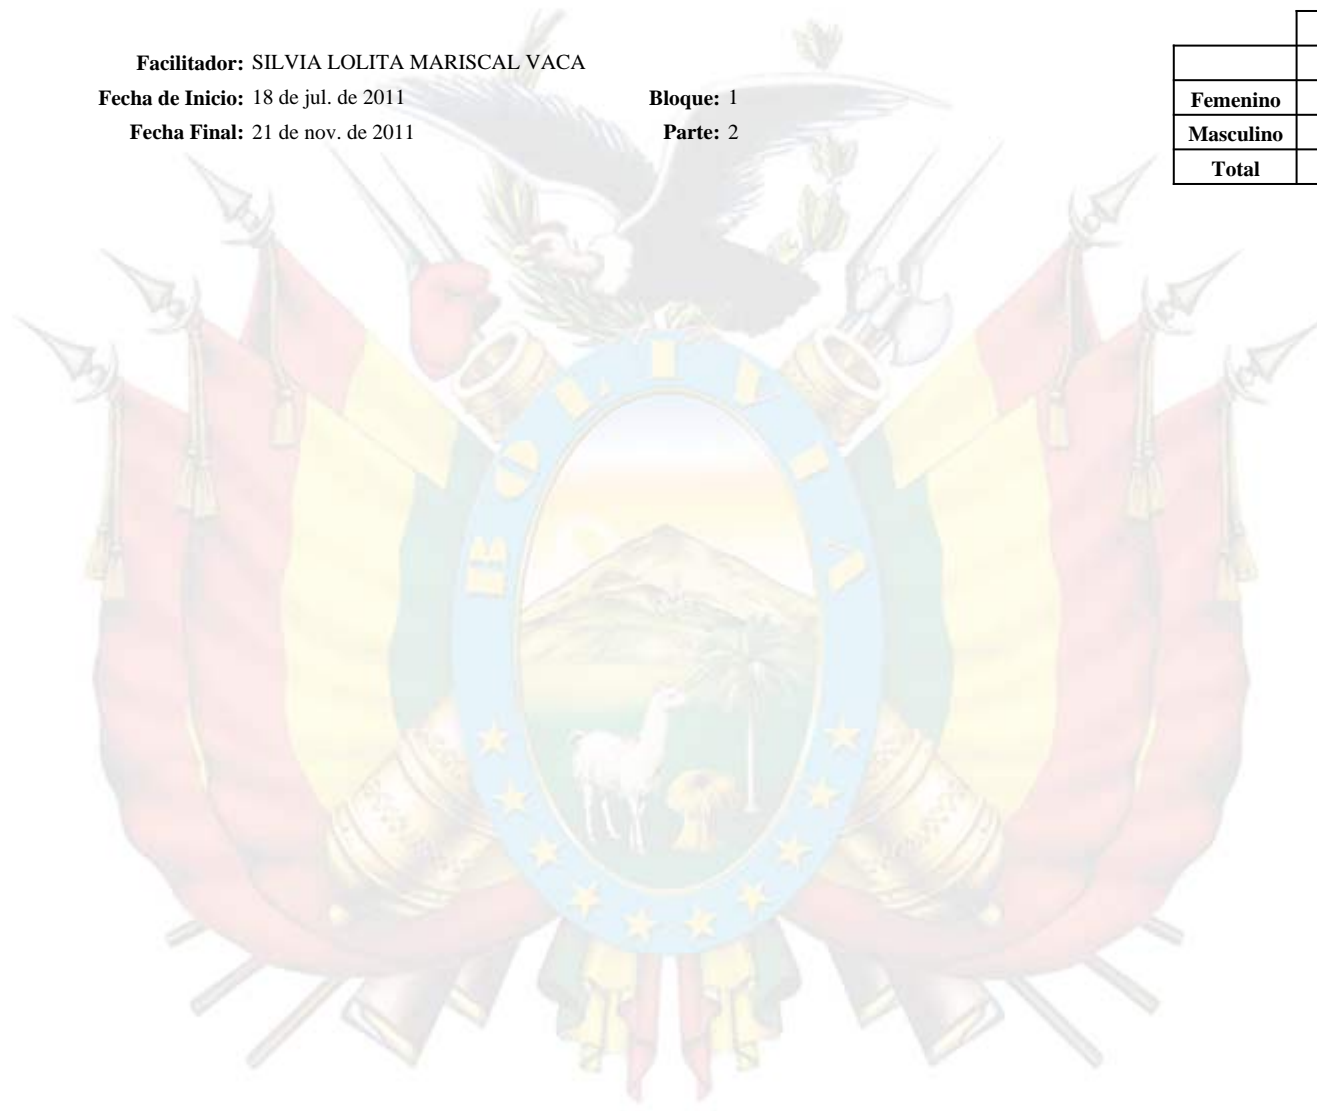 Facilitador: SILVIA LOLITA MARISCAL VACA
Fecha de Inicio: 18 de jul. de 2011 Bloque: 1
Fecha Final: 21 de nov. de 2011 Parte: 2
Femenino
Masculino
Total
BOLIVIA